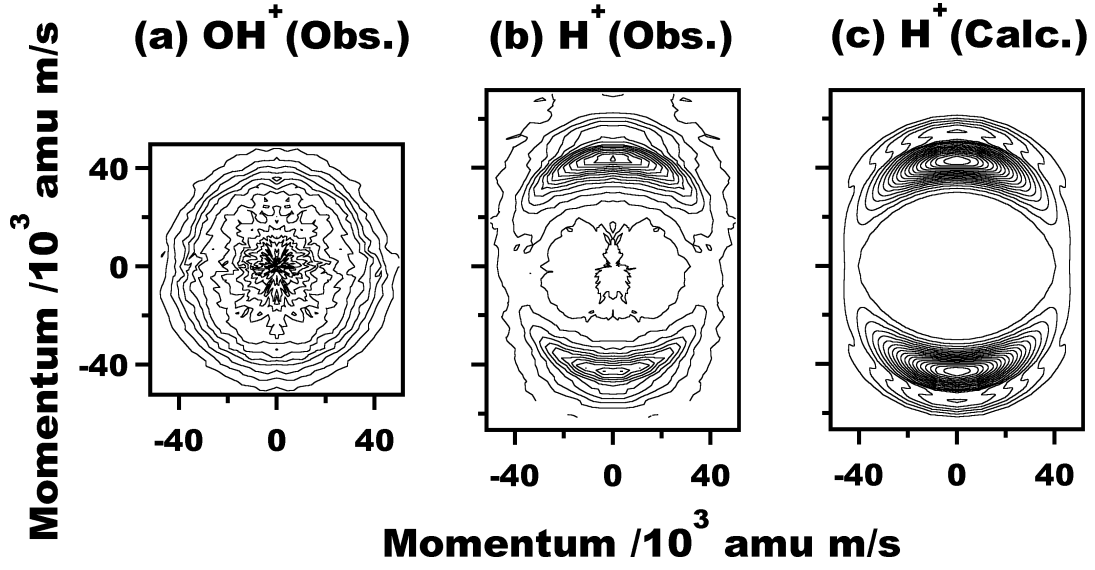 (a) OH⁺(Obs.)
(b) H⁺(Obs.)
(c) H⁺(Calc.)
Momentum /10³ amu m/s
40
0
-40
-40 0 40
-40 0 40
-40 0 40
Momentum /10³ amu m/s